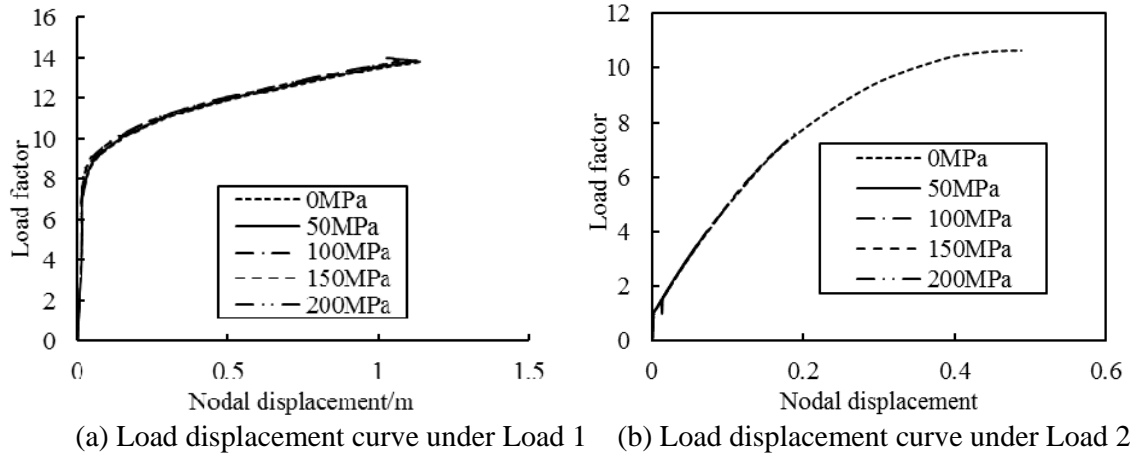 16
14
12
10
8
6
4
2
0
Load factor
0MPa
50MPa
100MPa
150MPa
200MPa
0 0.5 1 1.5
Nodal displacement/m
(a) Load displacement curve under Load 1
12
10
8
6
4
2
0
Load factor
0MPa
50MPa
100MPa
150MPa
200MPa
0 0.2 0.4 0.6
Nodal displacement
(b) Load displacement curve under Load 2